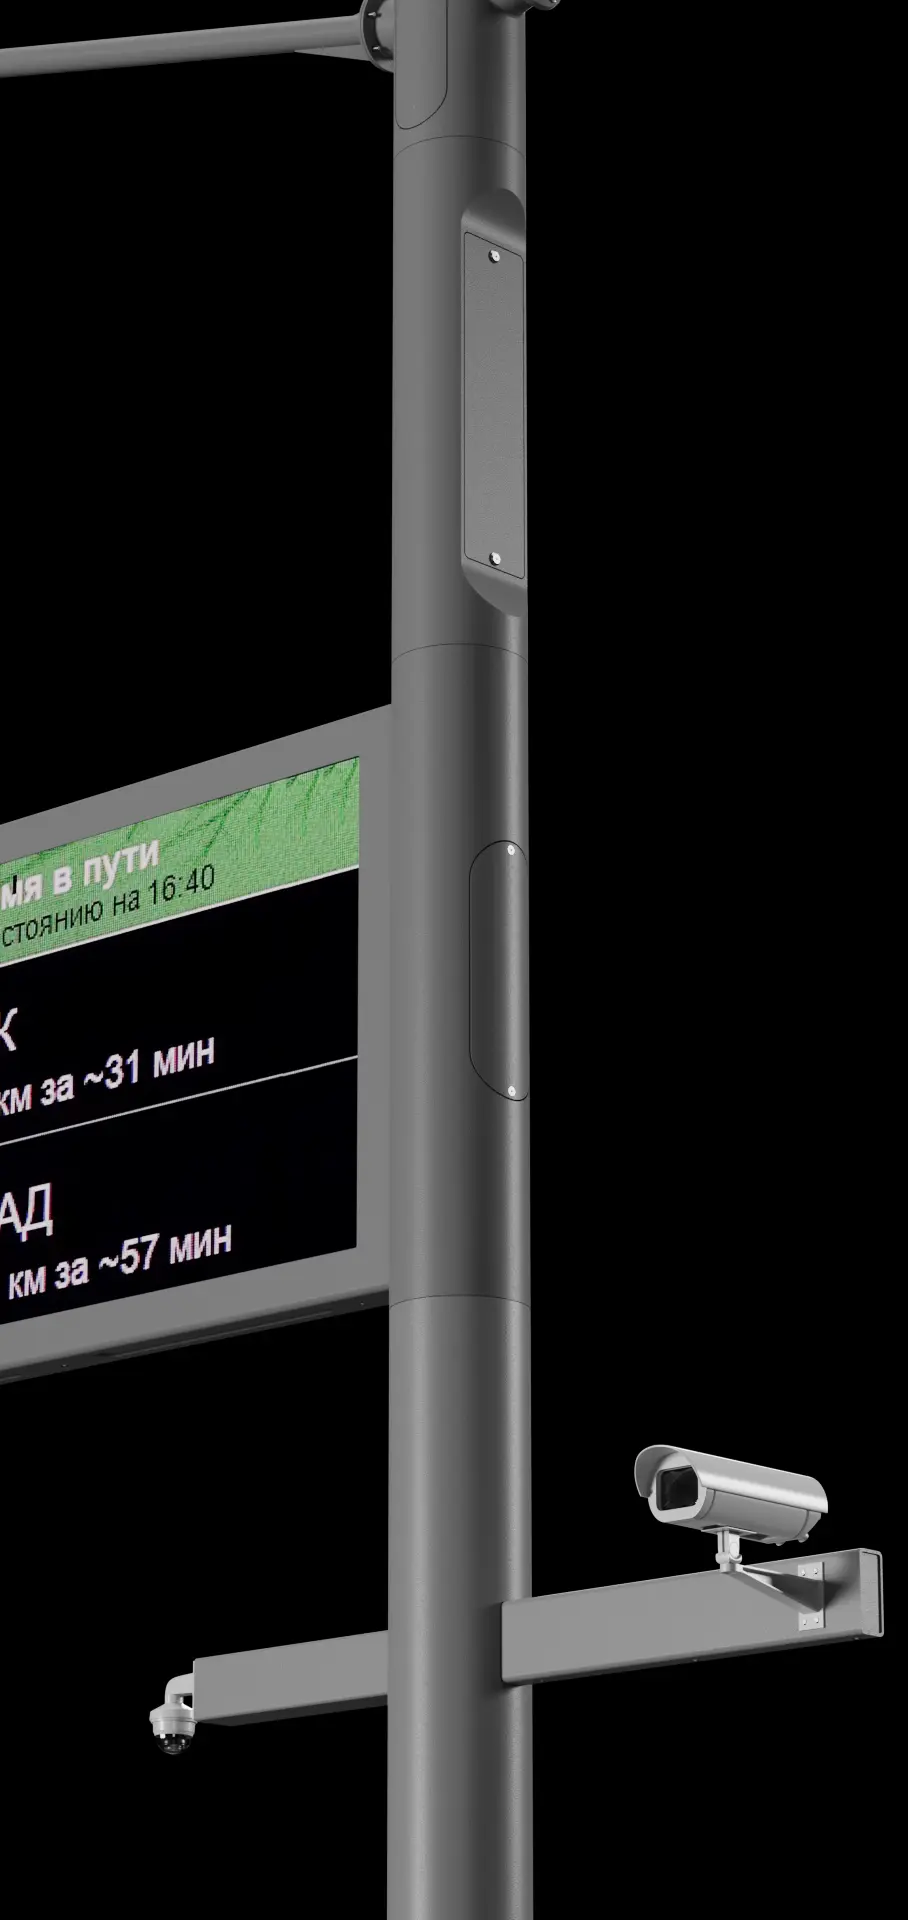 мя в пути
стоянию на 16:40
К
км за ~31 мин
АД
км за ~57 мин